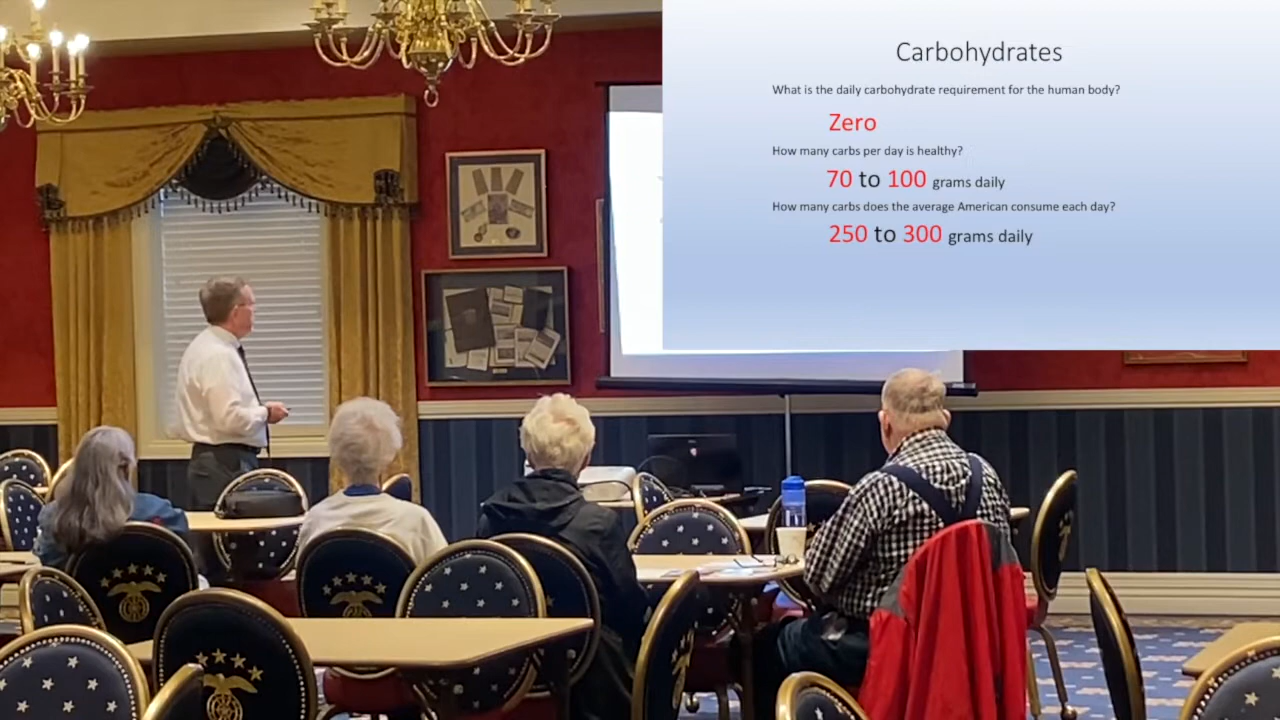 Carbohydrates
What is the daily carbohydrate requirement for the human body?
Zero
How many carbs per day is healthy?
70 to 100 grams daily
How many carbs does the average American consume each day?
250 to 300 grams daily